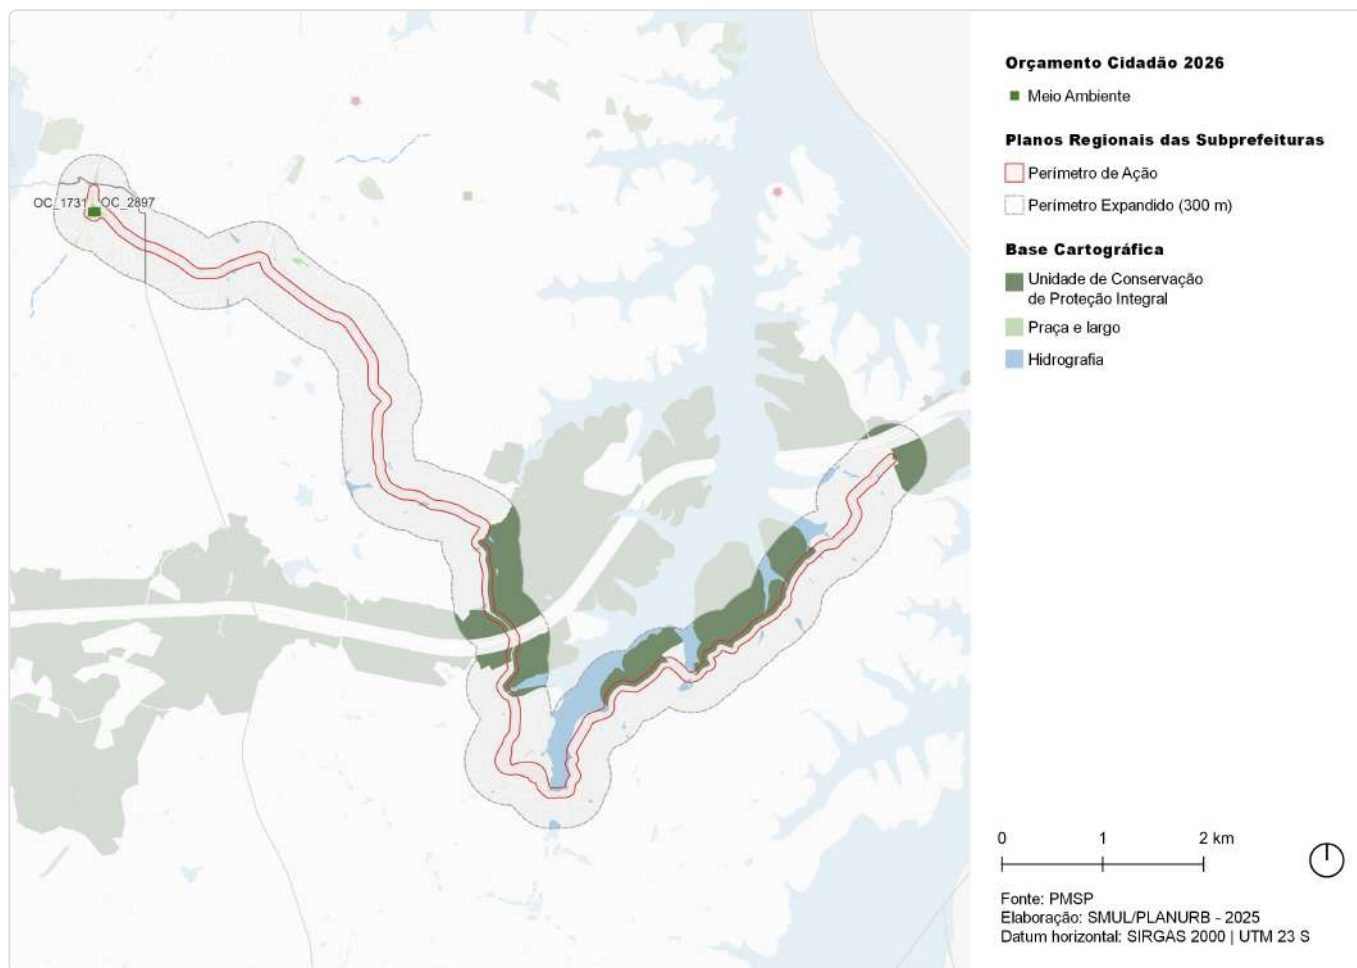 OC_1731
OC_2897
Orçamento Cidadão 2026
Meio Ambiente
Planos Regionais das Subprefeituras
Perímetro de Ação
Perímetro Expandido (300 m)
Base Cartográfica
Unidade de Conservação
de Proteção Integral
Praça e largo
Hidrografia
0 1 2 km
Fonte: PMSP
Elaboração: SMUL/PLANURB - 2025
Datum horizontal: SIRGAS 2000 | UTM 23 S